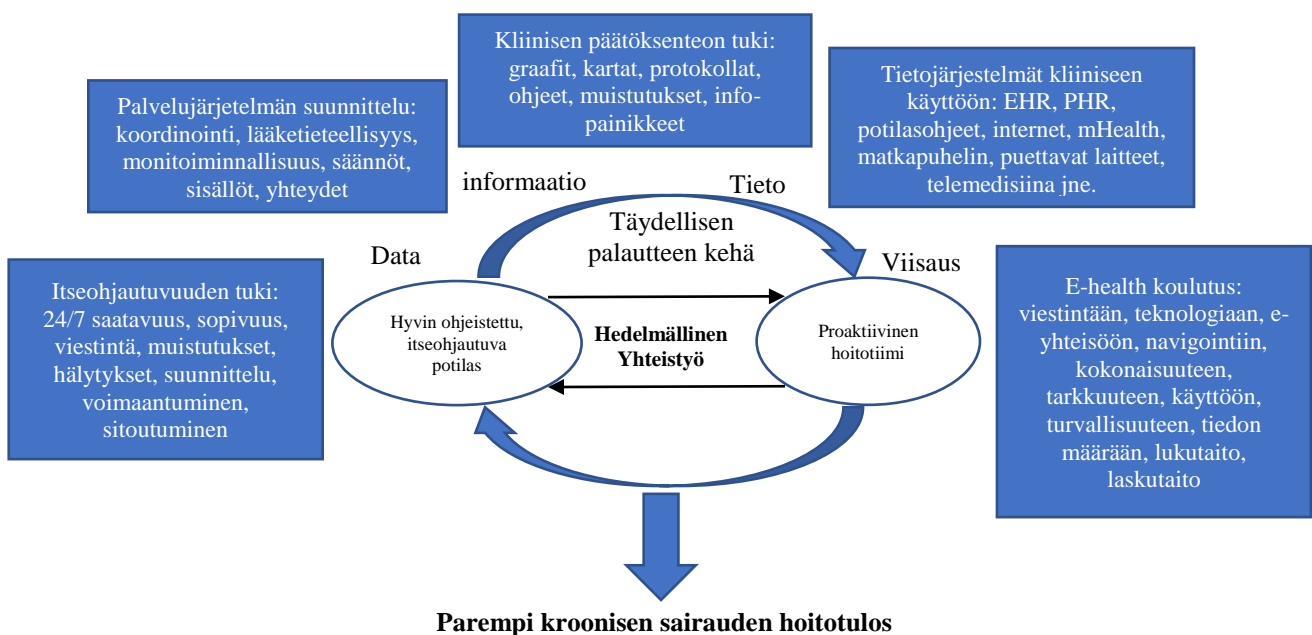 Kliinisen päätöksenteon tuki:
graafit, kartat, protokollat,
ohjeet, muistutukset, info-
painikkeet
Tietojärjestelmät kliiniseen
käyttöön: EHR, PHR,
potilasohjeet, internet, mHealth,
matkapuhelin, puettavat laitteet,
telemedisiina jne.
Palvelujärjetelmän suunnittelu:
koordinointi, lääketieteellisyys,
monitoiminnallisuus, säännöt,
sisällöt, yhteydet
informaatio
Tieto
Täydellisen
palautteen kehä
Data
Viisaus
Itseohjautuvuuden tuki:
24/7 saatavuus, sopivuus,
viestintä, muistutukset,
hälytykset, suunnittelu,
voimaantuminen,
sitoutuminen
Hyvin ohjeistettu,
itseohjautuva
potilas
Hedelmällinen
Yhteistyö
Proaktiivinen
hoitotiimi
E-health koulutus:
viestintään, teknologiaan, e-
yhteisöön, navigointiin,
kokonaisuuteen,
tarkkuuteen, käyttöön,
turvallisuuteen, tiedon
määrään, lukutaito,
laskutaito
Parempi kroonisen sairauden hoitotulos